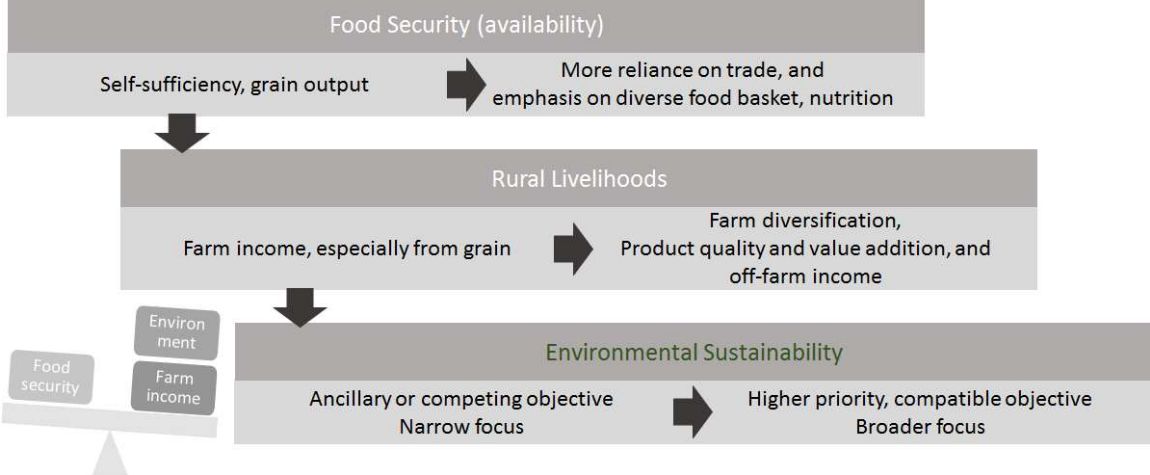 Food Security (availability)
Self-sufficiency, grain output
More reliance on trade, and
emphasis on diverse food basket, nutrition
Rural Livelihoods
Farm income, especially from grain
Farm diversification,
Product quality and value addition, and
off-farm income
Environ
ment
Food
security
Farm
income
Environmental Sustainability
Ancillary or competing objective
Narrow focus
Higher priority, compatible objective
Broader focus